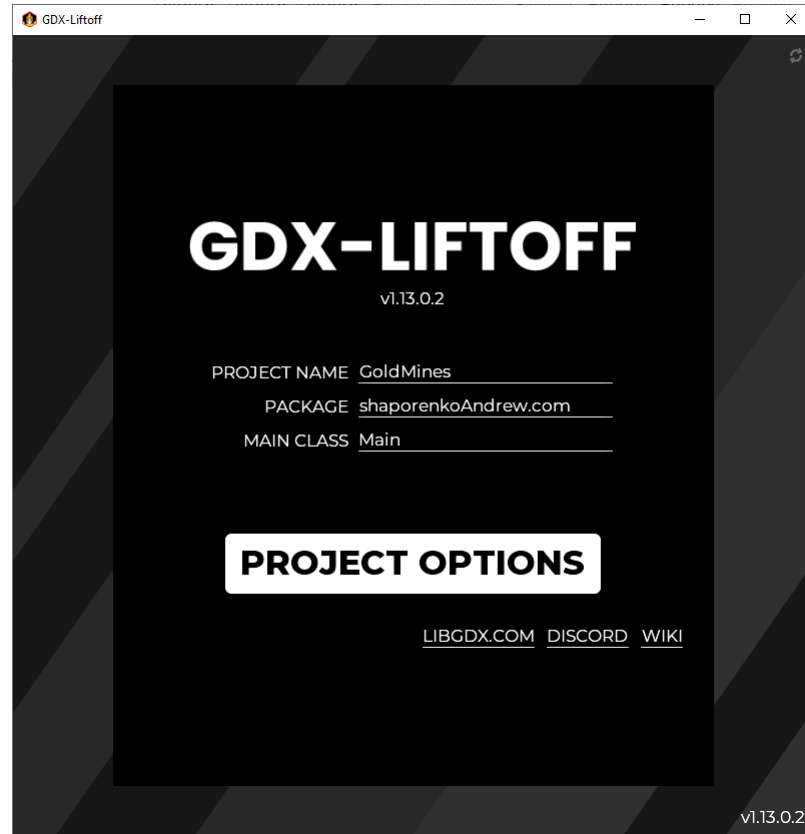 GDX-Liftoff
GDX-LIFTOFF
v1.13.0.2
PROJECT NAME GoldMines
PACKAGE shaporenkoAndrew.com
MAIN CLASS Main
PROJECT OPTIONS
LIBGDX.COM DISCORD WIKI
v1.13.0.2